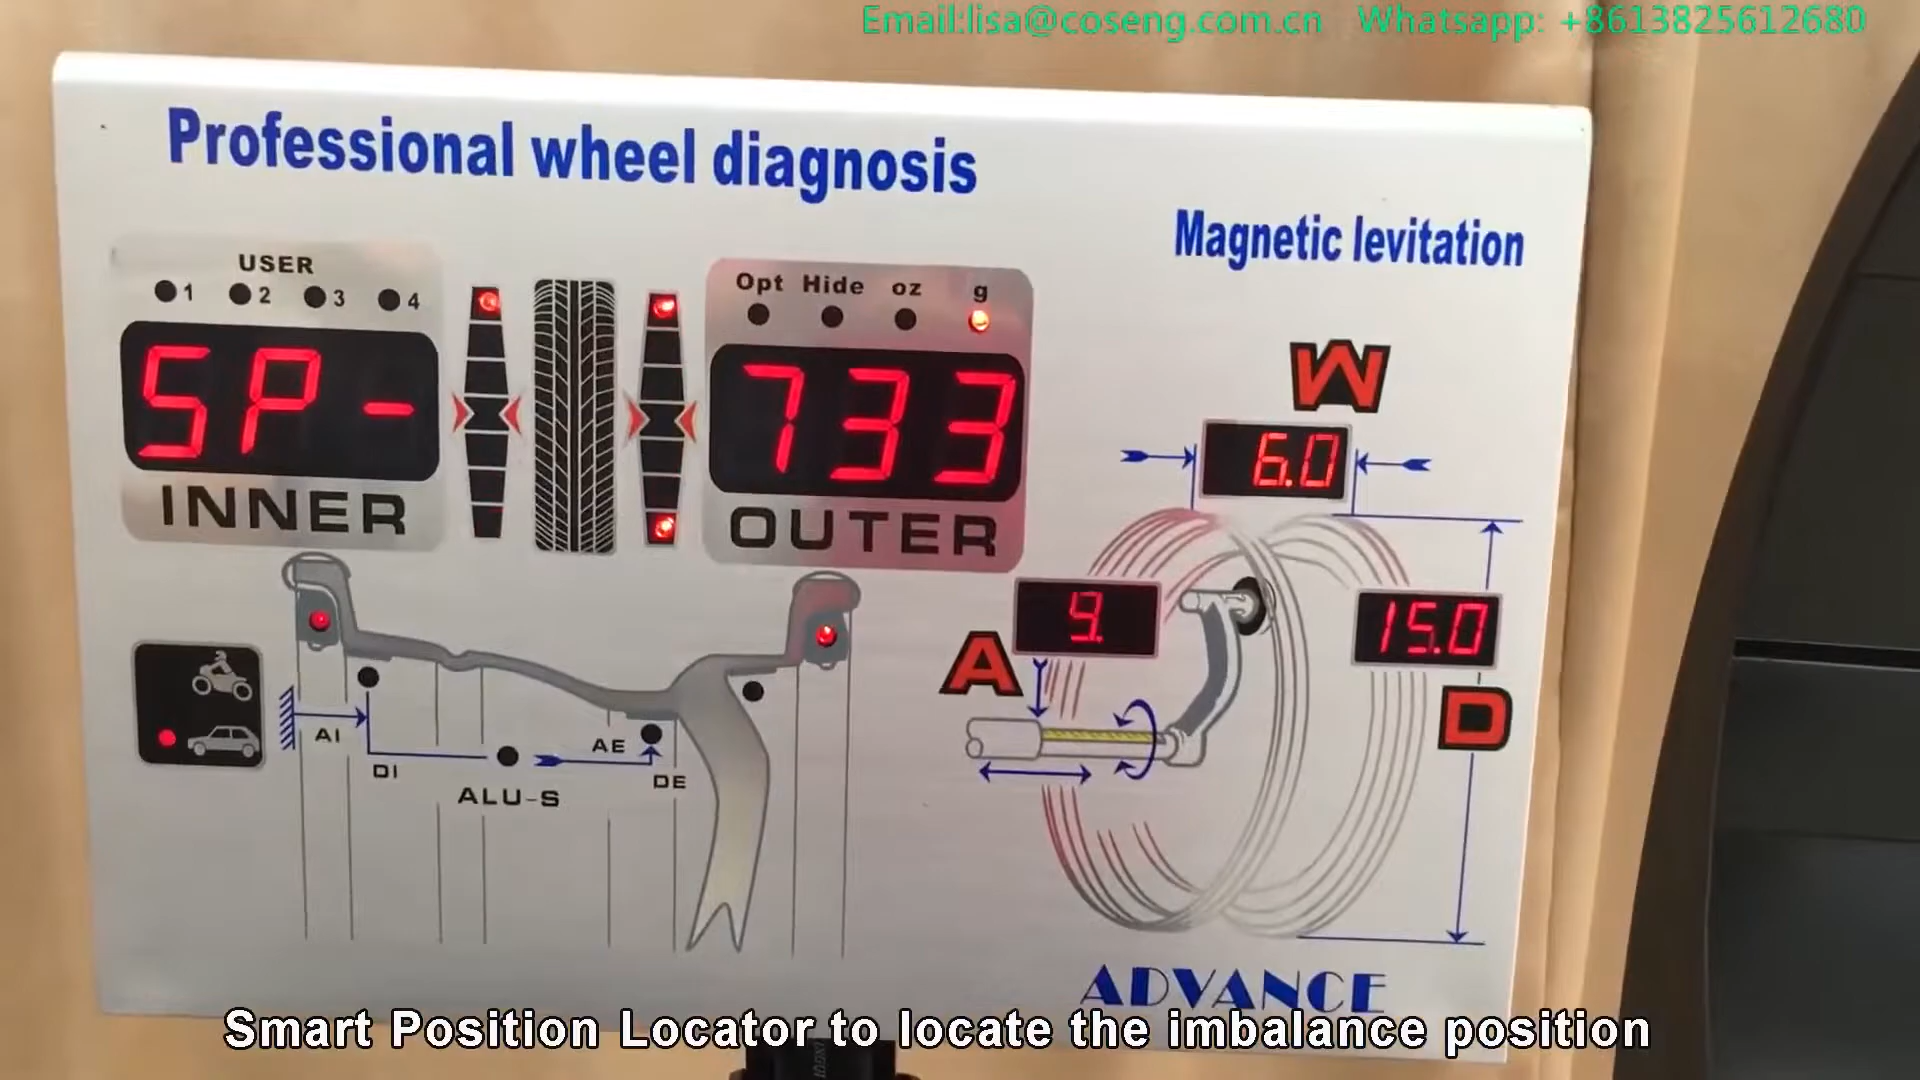 Email:lisa@coseng.com.cn Whatsapp: +8613825612680
Professional wheel diagnosis
Magnetic levitation
USER
1 2 3 4
Opt Hide oz g
SP- 733
INNER OUTER
W
6.0
A 9.
15.0
D
AI
DI
ALU-S
AE
DE
ADVANCE
Smart Position Locator to locate the imbalance position